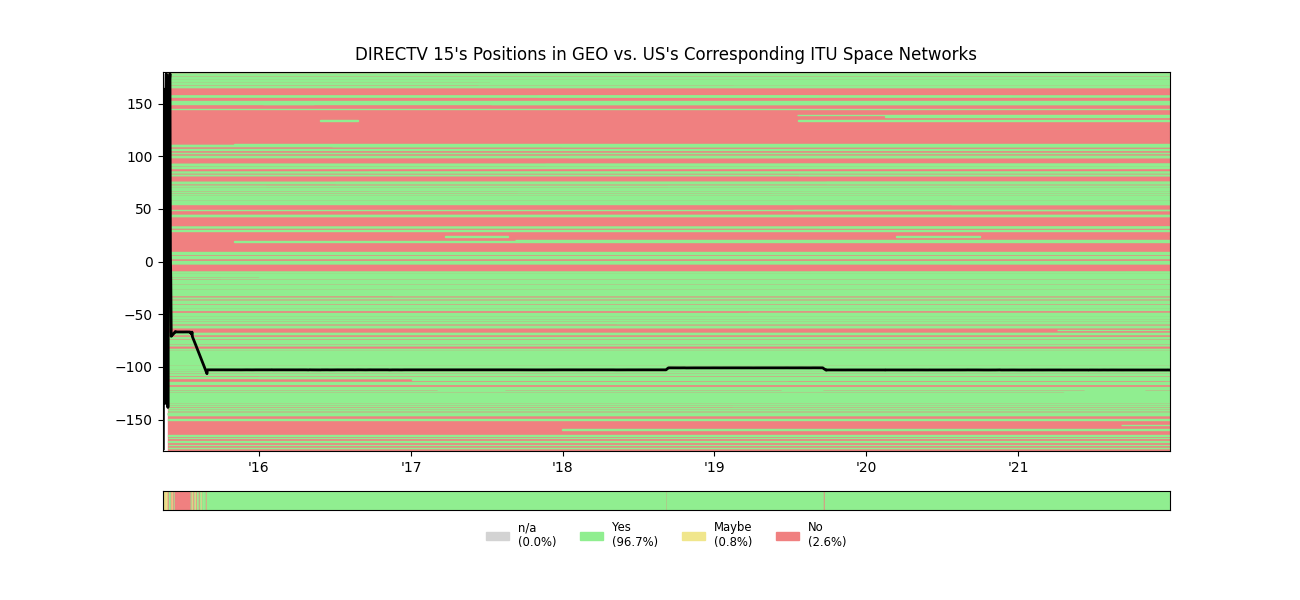 DIRECTV 15's Positions in GEO vs. US's Corresponding ITU Space Networks
150
100
50
0
−50
−100
−150
'16 '17 '18 '19 '20 '21
n/a Yes Maybe No
(0.0%) (96.7%) (0.8%) (2.6%)